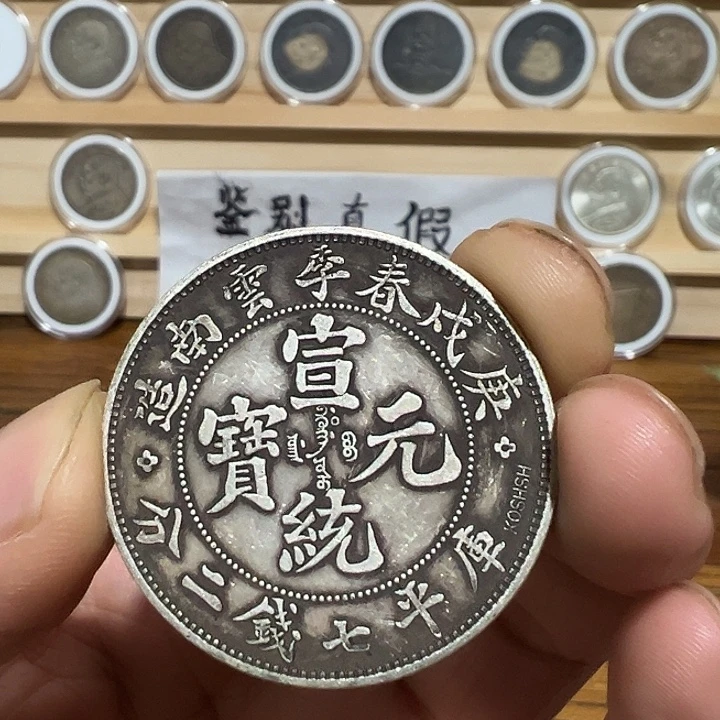 鉴别真假
庚戌春季雲南造
宣統元寶
庫平七錢二分